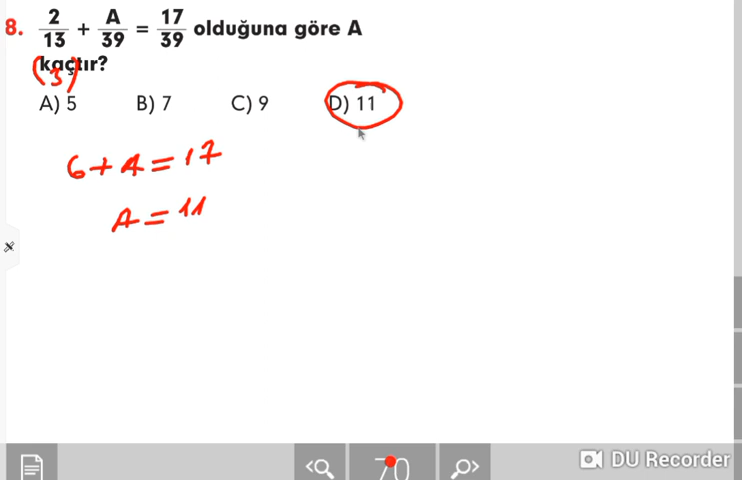 8. 2/13 + A/39 = 17/39 olduğuna göre A
kaçtır?
(3)
A) 5 B) 7 C) 9 D) 11
6+A=17
A=11
70
DU Recorder